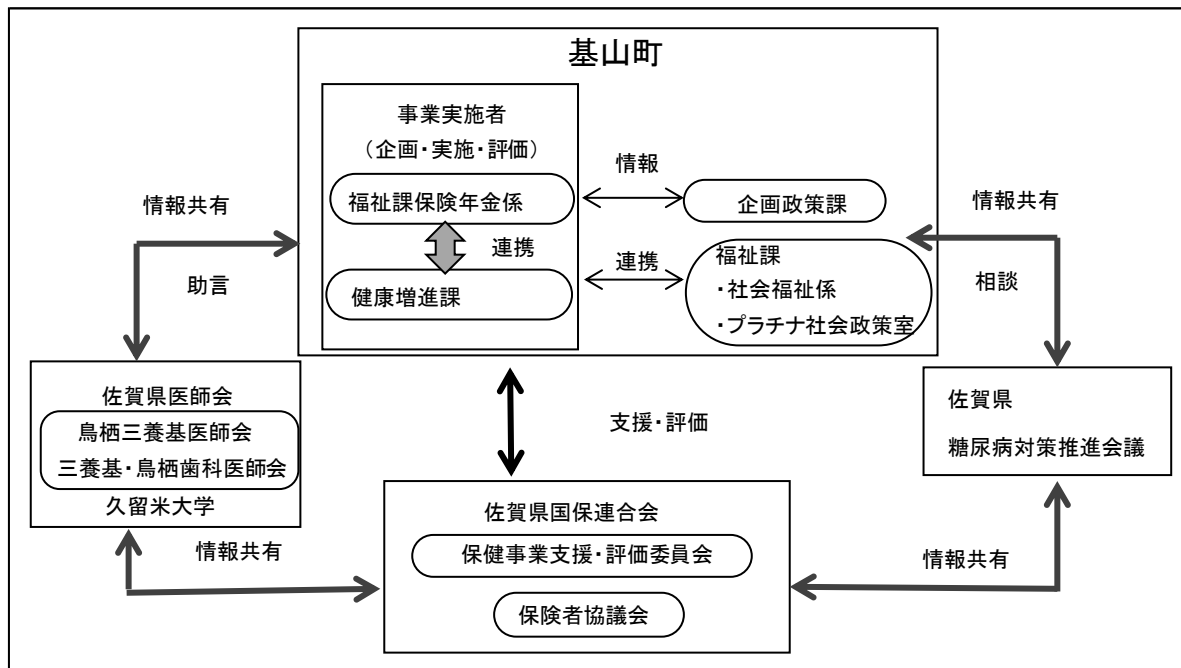 基山町
事業実施者
（企画・実施・評価）
福祉課保険年金係
連携
健康増進課
情報
連携
企画政策課
福祉課
・社会福祉係
・プラチナ社会政策室
情報共有
助言
情報共有
相談
佐賀県医師会
鳥栖三養基医師会
三養基・鳥栖歯科医師会
久留米大学
支援・評価
佐賀県
糖尿病対策推進会議
情報共有
佐賀県国保連合会
保健事業支援・評価委員会
保険者協議会
情報共有